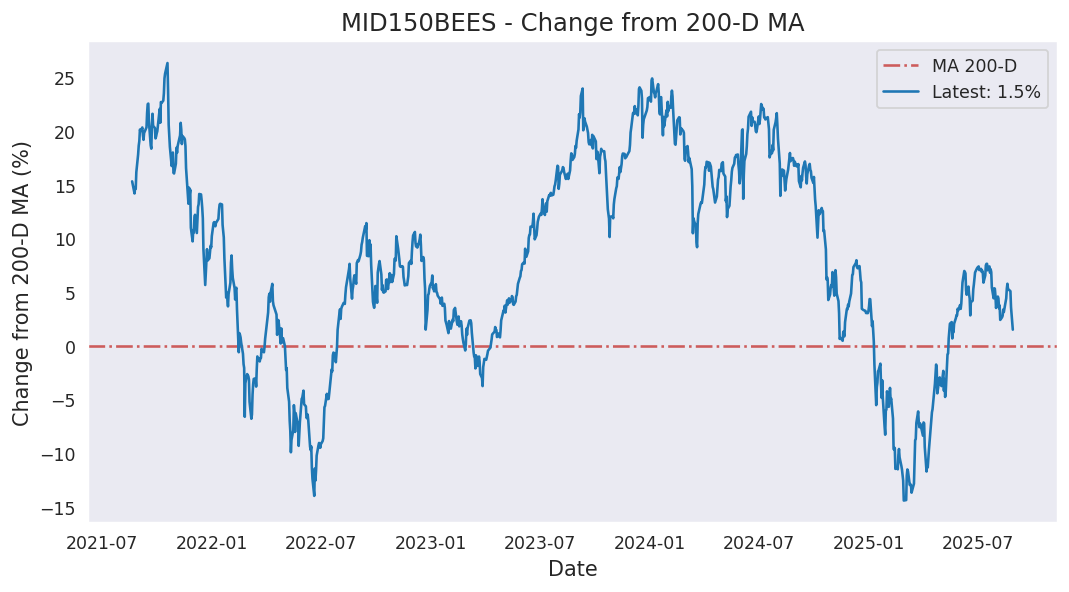 MID150BEES - Change from 200-D MA
MA 200-D
Latest: 1.5%
Change from 200-D MA (%)
25
20
15
10
5
0
−5
−10
−15
2021-07 2022-01 2022-07 2023-01 2023-07 2024-01 2024-07 2025-01 2025-07
Date